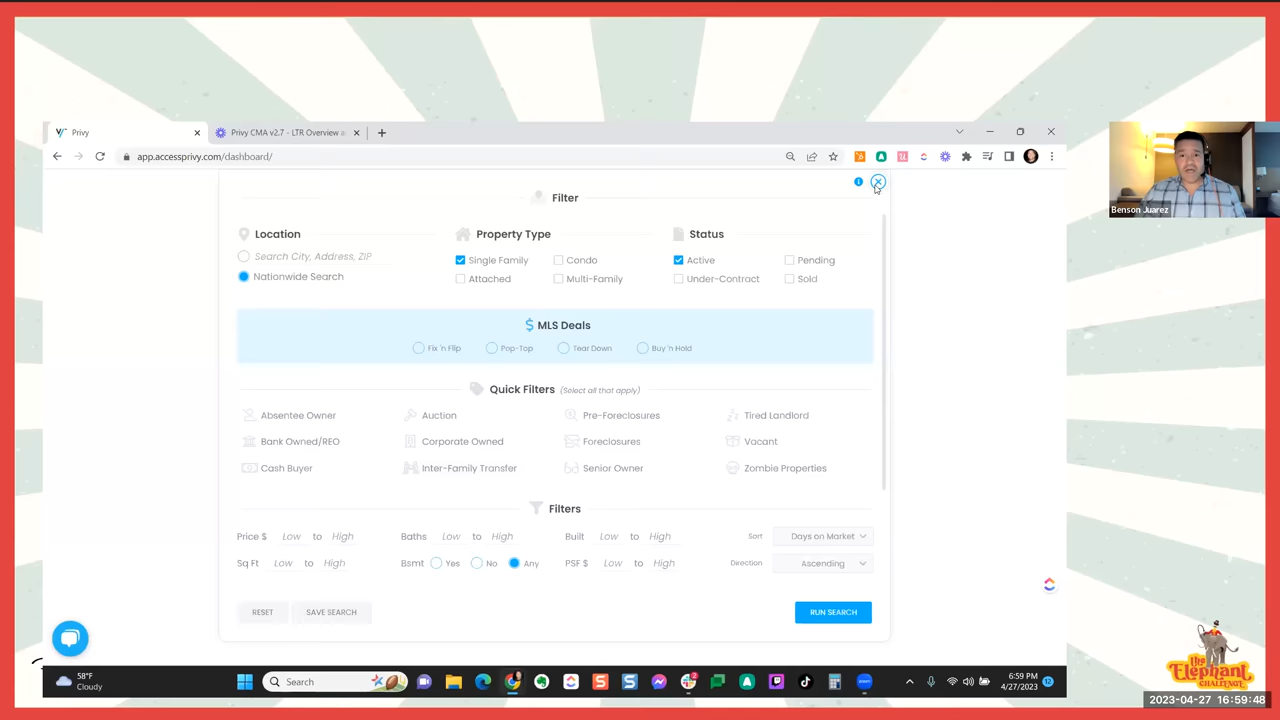 Privy
Privy CMA v2.7 - LTR Overview a
app.accessprivy.com/dashboard/
Filter
Location
Search City, Address, ZIP
Nationwide Search
Property Type
Single Family
Condo
Attached
Multi-Family
Status
Active
Pending
Under-Contract
Sold
$ MLS Deals
Fix 'n Flip
Pop-Top
Tear Down
Buy 'n Hold
Quick Filters (Select all that apply)
Absentee Owner
Auction
Pre-Foreclosures
Tired Landlord
Bank Owned/REO
Corporate Owned
Foreclosures
Vacant
Cash Buyer
Inter-Family Transfer
Senior Owner
Zombie Properties
Filters
Price $ Low to High
Baths Low to High
Built Low to High
Sort Days on Market
Sq Ft Low to High
Bsmt Yes No Any
PSF $ Low to High
Direction Ascending
RESET
SAVE SEARCH
RUN SEARCH
Benson Juarez
58°F
Cloudy
Search
6:59 PM
4/27/2023
12
the Elephant
CHALLENGE
2023-04-27 16:59:48